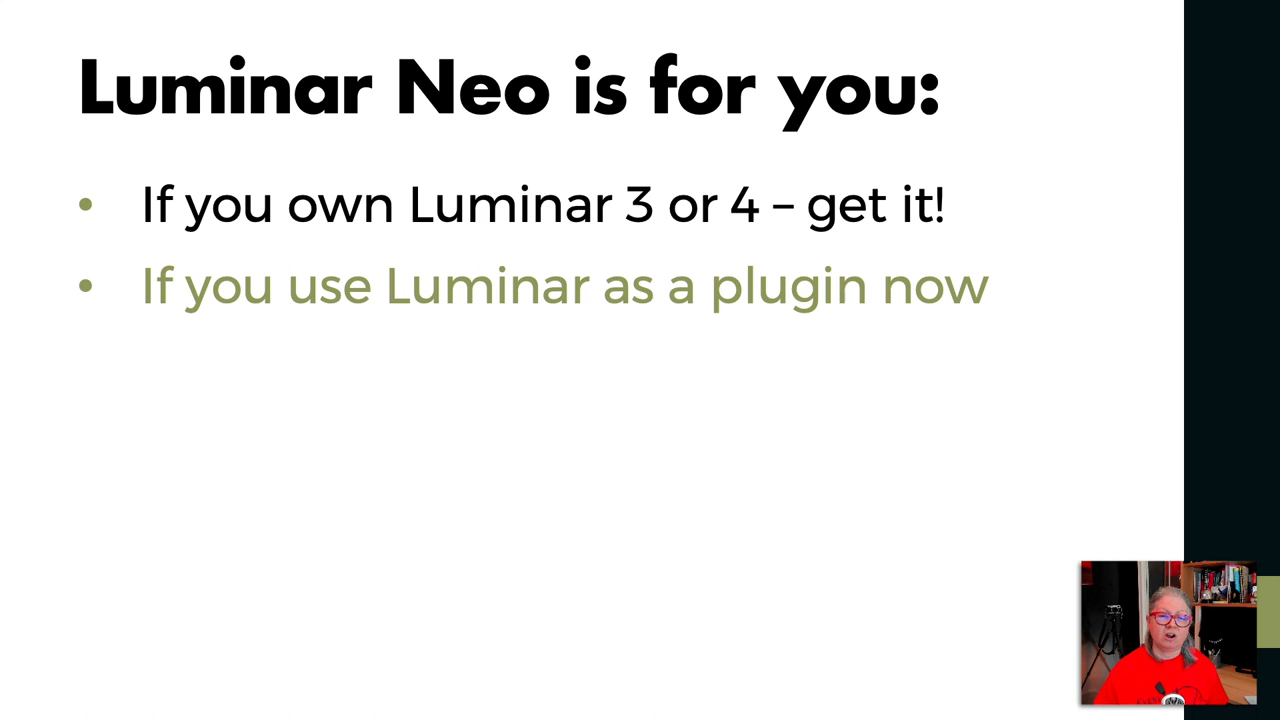 Luminar Neo is for you:
• If you own Luminar 3 or 4 – get it!
• If you use Luminar as a plugin now